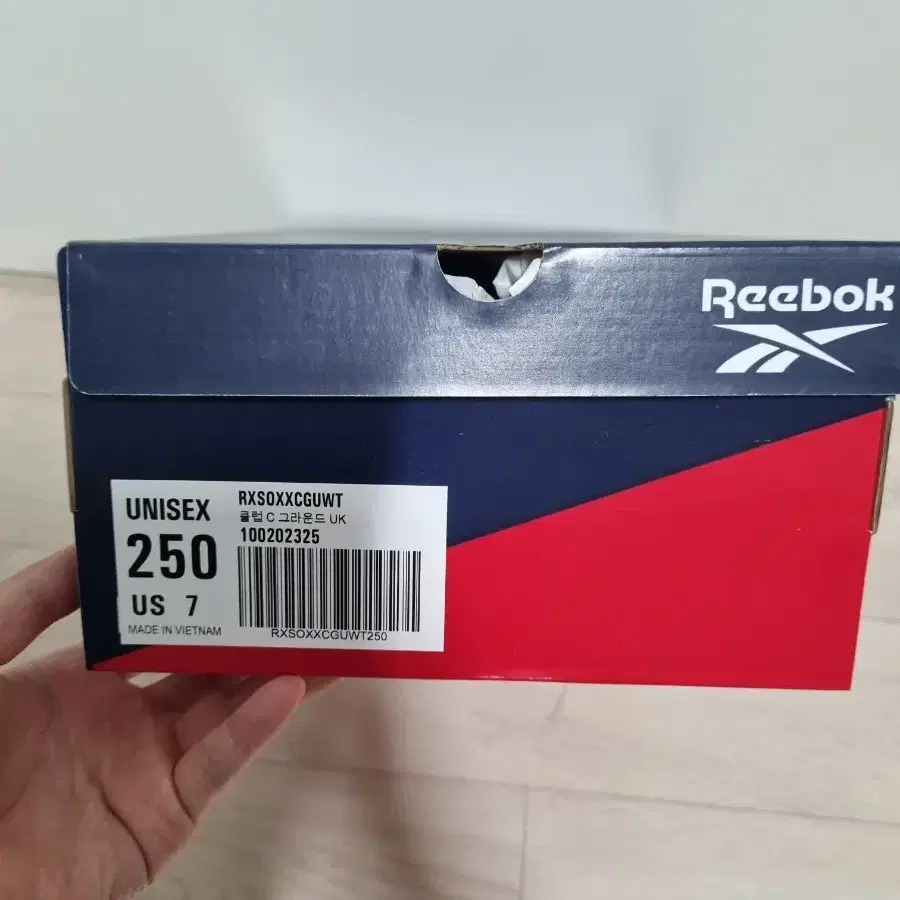 Reebok
UNISEX
250
US 7
MADE IN VIETNAM
RXSOXXCGUWT
클럽 C 그라운드 UK
100202325
RXSOXXCGUWT250